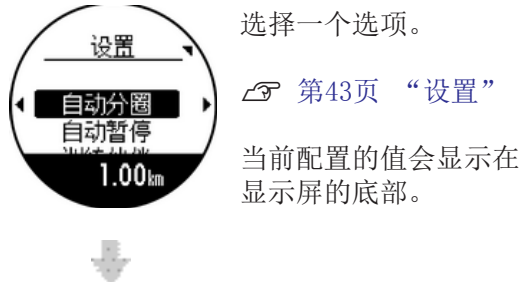 设置
自动分圈
自动暂停
1.00km
选择一个选项。
第43页 “设置”
当前配置的值会显示在
显示屏的底部。